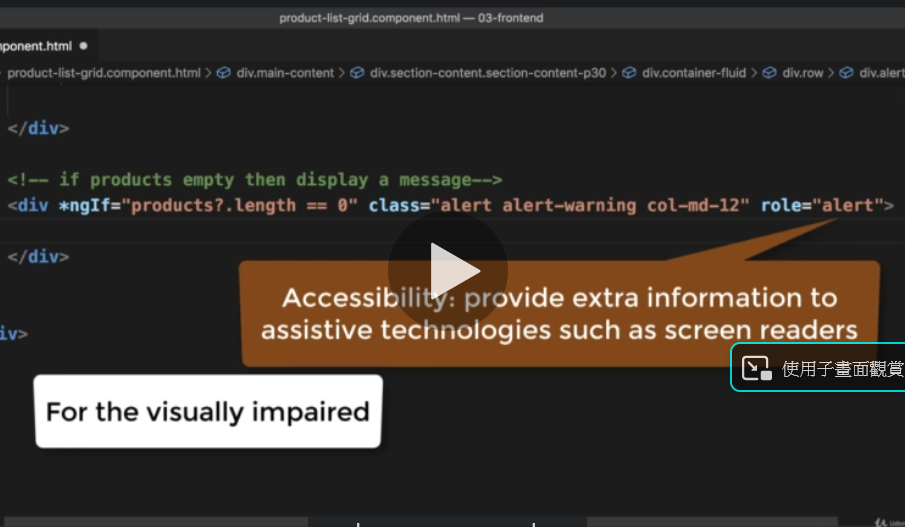 product-list-grid.component.html — 03-frontend
mponent.html
product-list-grid.component.html > div.main-content > div.section-content.section-content-p30 > div.container-fluid > div.row > div.alert
</div>
<!-- if products empty then display a message-->
<div *ngIf="products?.length == 0" class="alert alert-warning col-md-12" role="alert">
</div>
Accessibility: provide extra information to
assistive technologies such as screen readers
iv>
使用子畫面觀賞
For the visually impaired